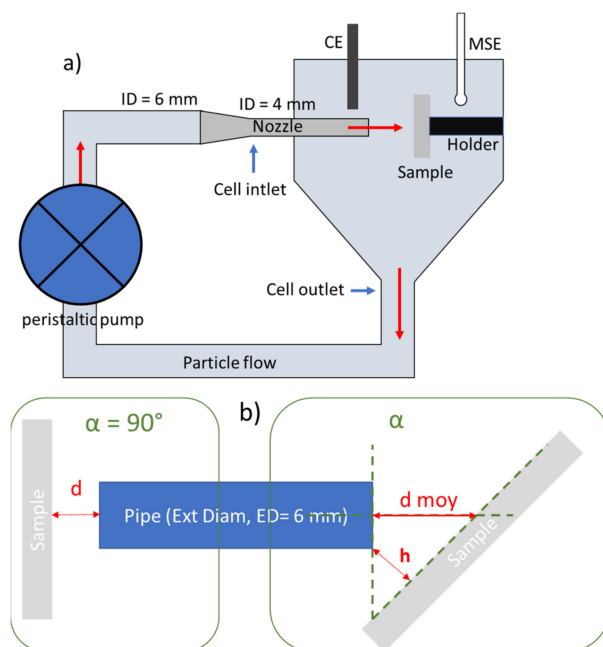 CE
MSE
a)
ID = 6 mm
ID = 4 mm
Nozzle
Holder
Sample
Cell intlet
Cell outlet
peristaltic pump
Particle flow
b)
α = 90°
α
d
Pipe (Ext Diam, ED= 6 mm)
d moy
Sample
Sample
h